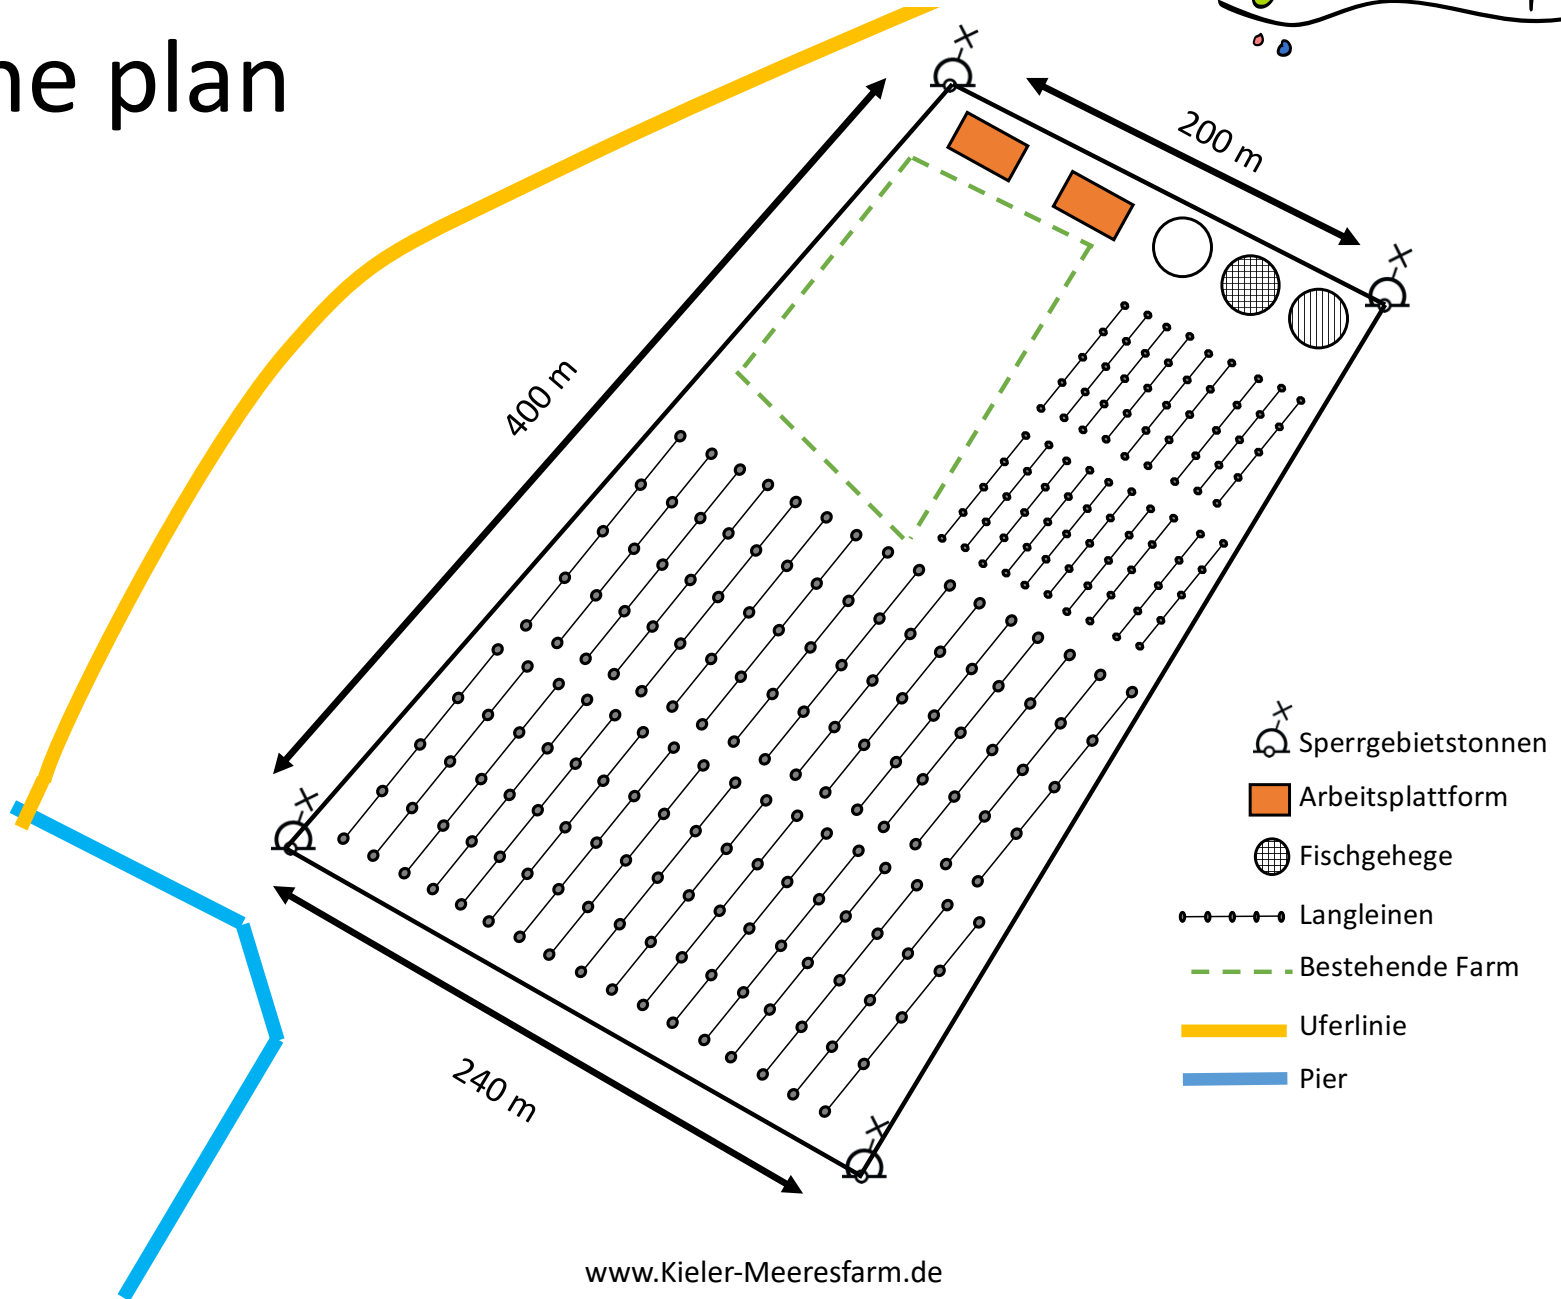 ne plan
200 m
400 m
240 m
Sperrgebietstonnen
Arbeitsplattform
Fischgehege
Langleinen
Bestehende Farm
Uferlinie
Pier
www.Kieler-Meeresfarm.de